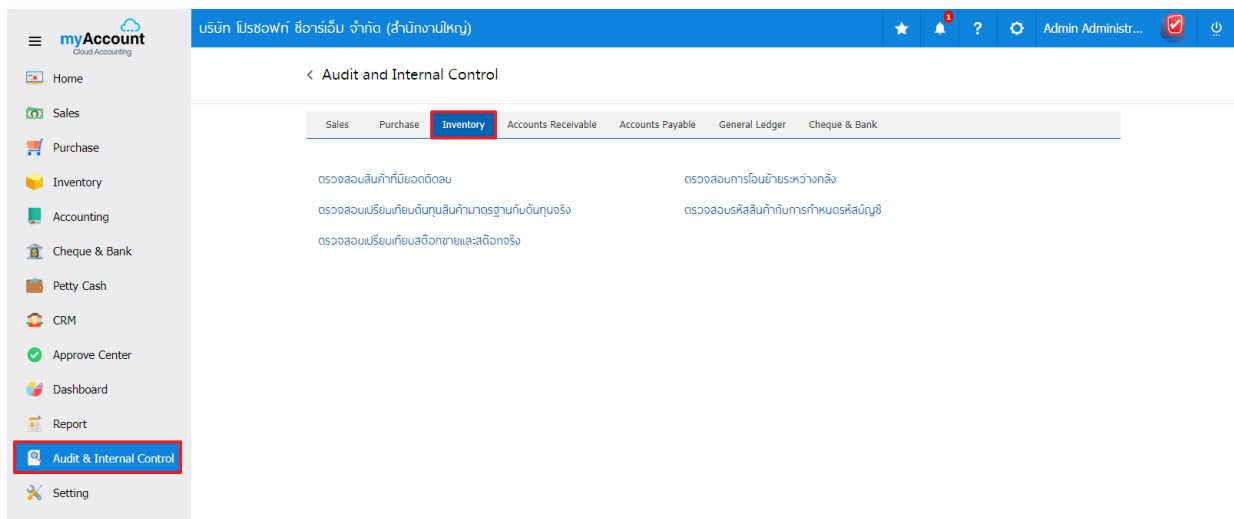 myAccount
Cloud Accounting
บริษัท โปรซอฟท์ ซีอาร์เอ็ม จำกัด (สำนักงานใหญ่)
1
?
Admin Administr...
Home
Sales
Purchase
Inventory
Accounting
Cheque & Bank
Petty Cash
CRM
Approve Center
Dashboard
Report
Audit & Internal Control
Setting
< Audit and Internal Control
Sales Purchase Inventory Accounts Receivable Accounts Payable General Ledger Cheque & Bank
ตรวจสอบสินค้าที่มียอดติดลบ ตรวจสอบการโอนย้ายระหว่างคลัง
ตรวจสอบเปรียบเทียบต้นทุนสินค้ามาตรฐานกับต้นทุนจริง ตรวจสอบรหัสสินค้ากับการกำหนดรหัสบัญชี
ตรวจสอบเปรียบเทียบสต๊อกขายและสต๊อกจริง